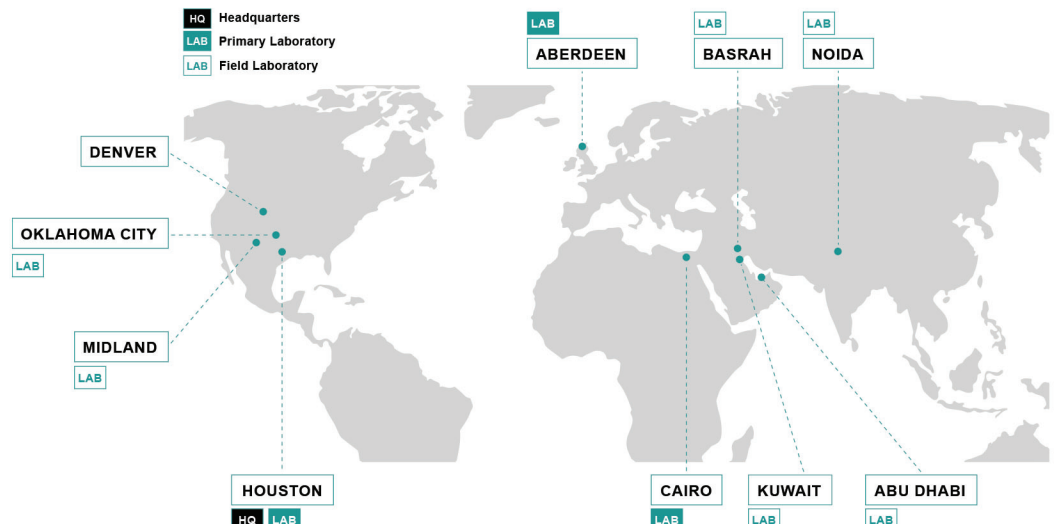 HQ Headquarters
LAB Primary Laboratory
LAB Field Laboratory
LAB
ABERDEEN
LAB
BASRAH
LAB
NOIDA
DENVER
OKLAHOMA CITY
LAB
MIDLAND
LAB
HOUSTON
HQ LAB
CAIRO
LAB
KUWAIT
LAB
ABU DHABI
LAB